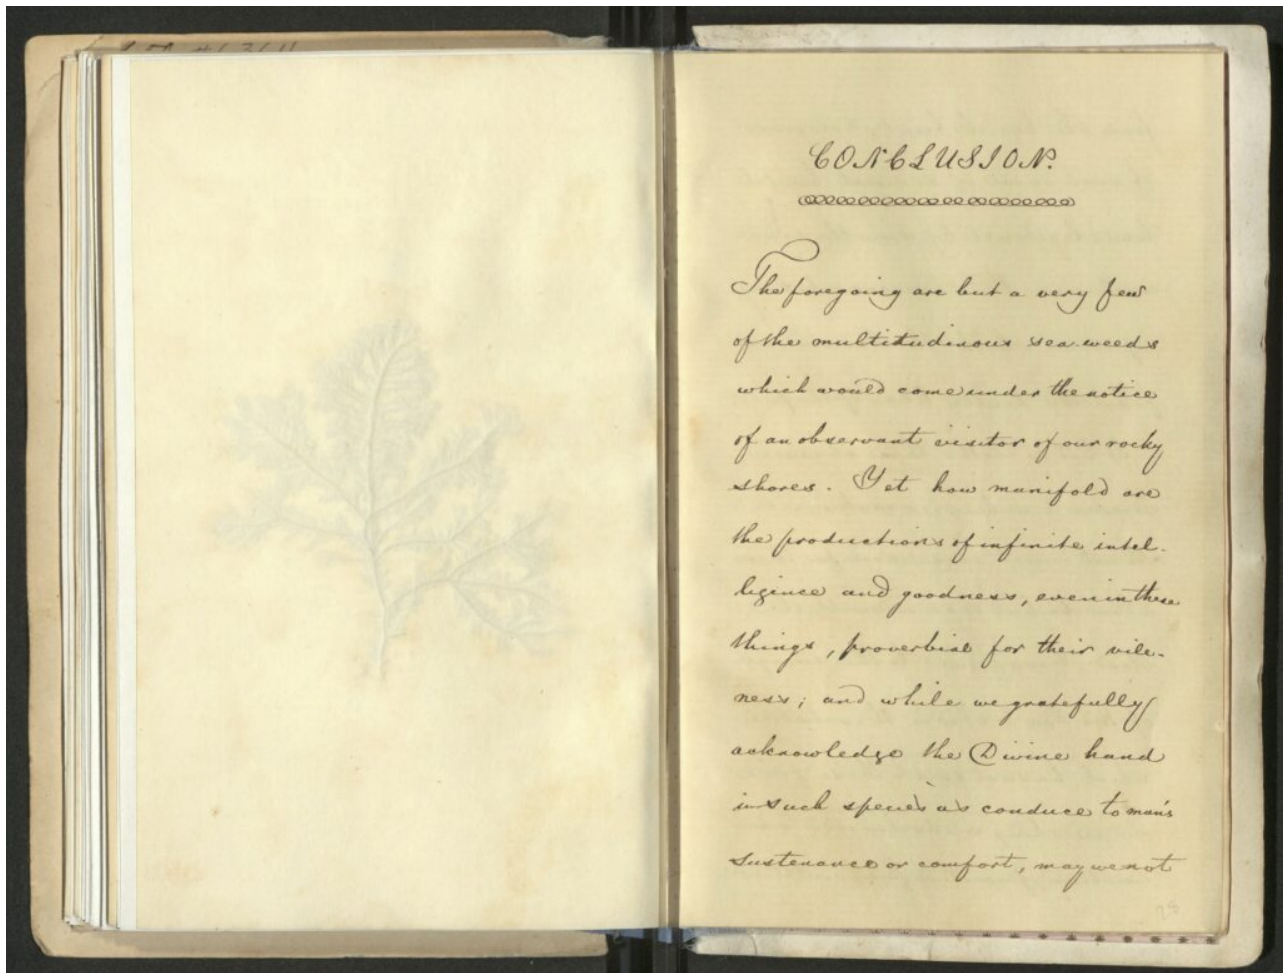 CONCLUSION.
The foregoing are but a very few
of the multitudinous sea-weeds
which would come under the notice
of an observant visitor of our rocky
shores. Yet how manifold are
the productions of infinite intel-
ligence and goodness, even in these
things, proverbial for their vile-
ness; and while we gratefully
acknowledge the Divine hand
in such species as conduce to man's
sustenance or comfort, may we not